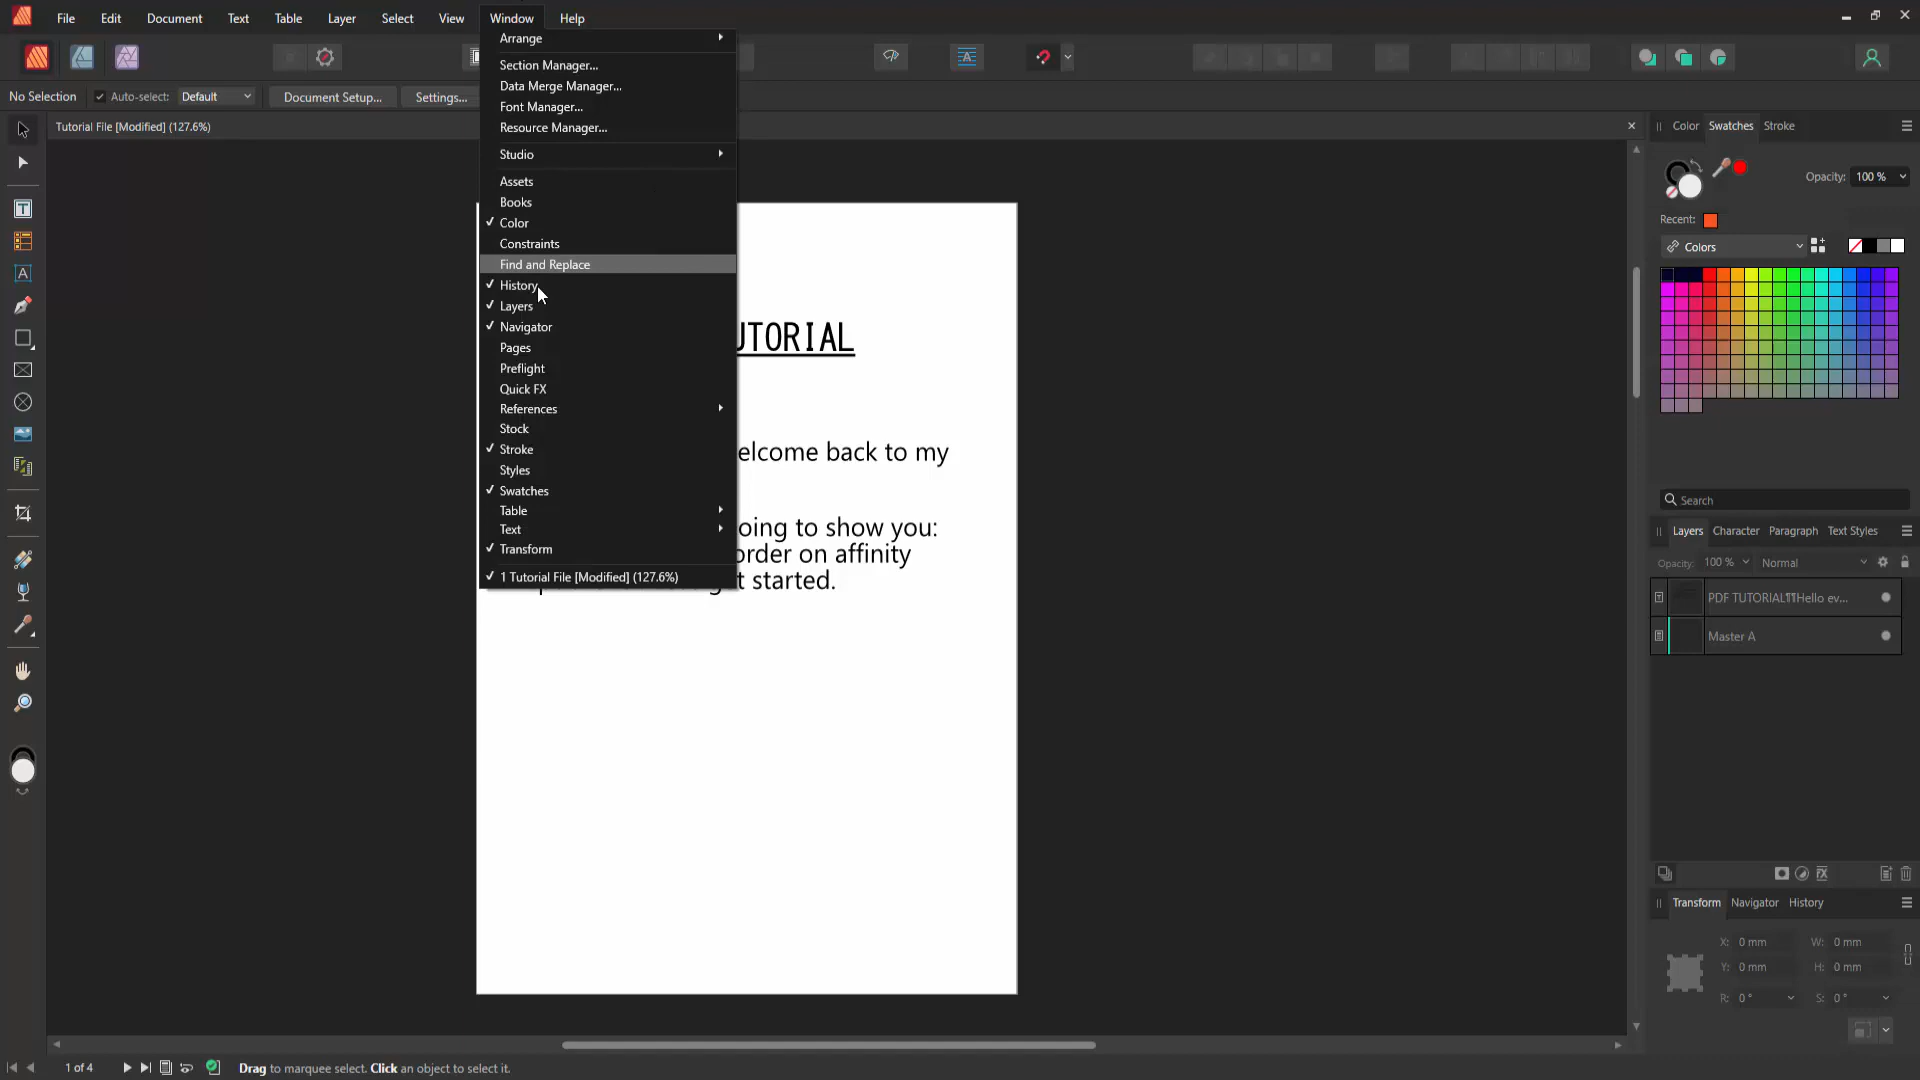 File Edit Document Text Table Layer Select View Window Help
No Selection Auto-select: Default Document Setup... Settings...
Tutorial File [Modified] (127.6%)
Arrange
Section Manager...
Data Merge Manager...
Font Manager...
Resource Manager...
Studio
Assets
Books
Color
Constraints
Find and Replace
History
Layers
Navigator
Pages
Preflight
Quick FX
References
Stock
Stroke
Styles
Swatches
Table
Text
Transform
1 Tutorial File [Modified] (127.6%)
UTORIAL
elcome back to my
oing to show you:
order on affinity
t started.
Color Swatches Stroke
Opacity: 100 %
Recent:
Colors
Search
Layers Character Paragraph Text Styles
Opacity: 100 % Normal
PDF TUTORIAL¶¶Hello ev...
Master A
Transform Navigator History
X: 0 mm W: 0 mm
Y: 0 mm H: 0 mm
R: 0 ° S: 0 °
1 of 4 Drag to marquee select. Click an object to select it.